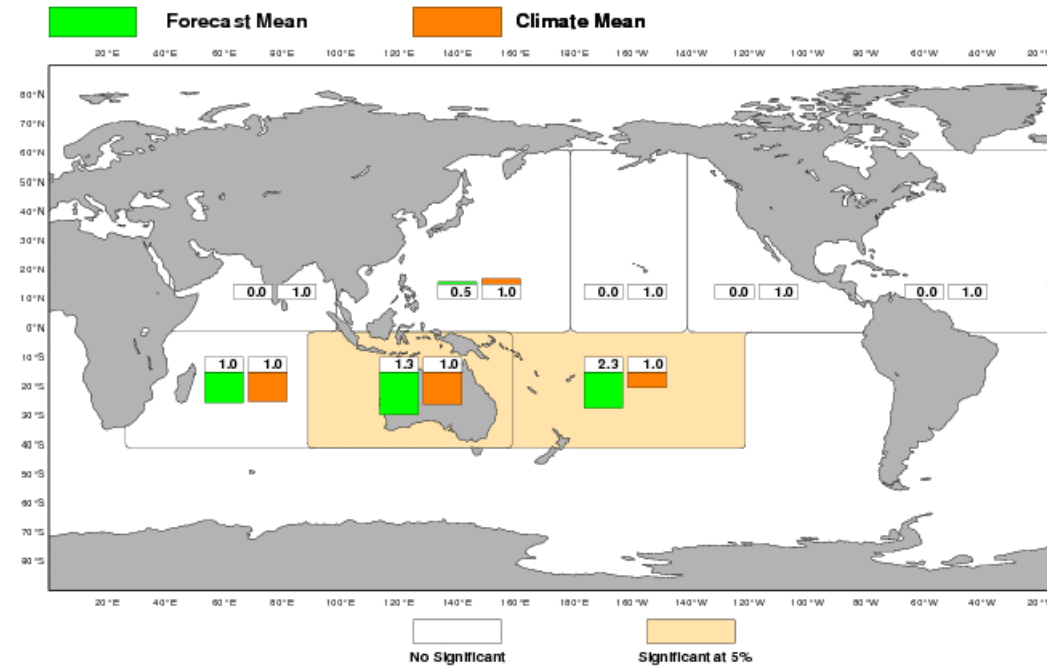 Forecast Mean Climate Mean
20°E 40°E 60°E 80°E 100°E 120°E 140°E 160°E 180°E 160°W 140°W 120°W 100°W 80°W 60°W 40°W 20°
80°N
70°N
60°N
50°N
40°N
30°N
20°N
10°N 0.0 1.0 0.5 1.0 0.0 1.0 0.0 1.0 0.0 1.0
0°N
10°S 1.0 1.0 1.3 1.0 2.3 1.0
20°S
30°S
40°S
50°S
60°S
70°S
80°S
20°E 40°E 60°E 80°E 100°E 120°E 140°E 160°E 180°E 160°W 140°W 120°W 100°W 80°W 60°W 40°W 20°
No Significant Significant at 5%